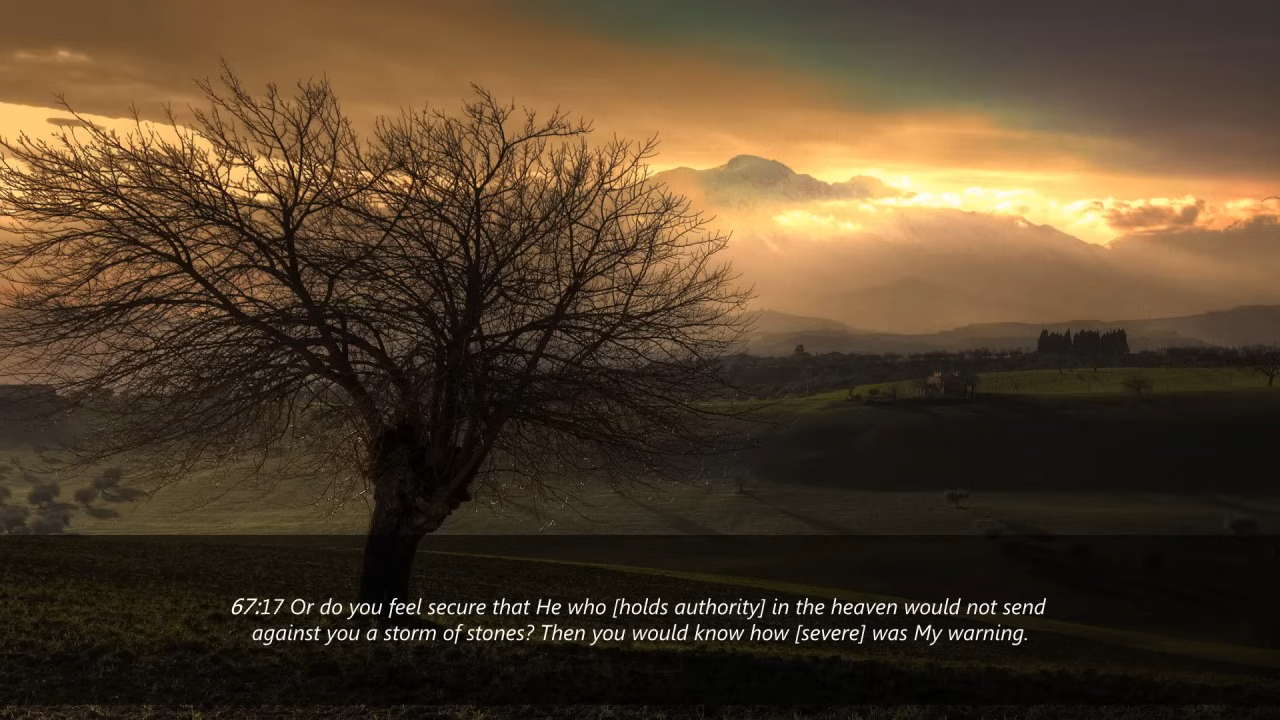 67:17 Or do you feel secure that He who [holds authority] in the heaven would not send
against you a storm of stones? Then you would know how [severe] was My warning.